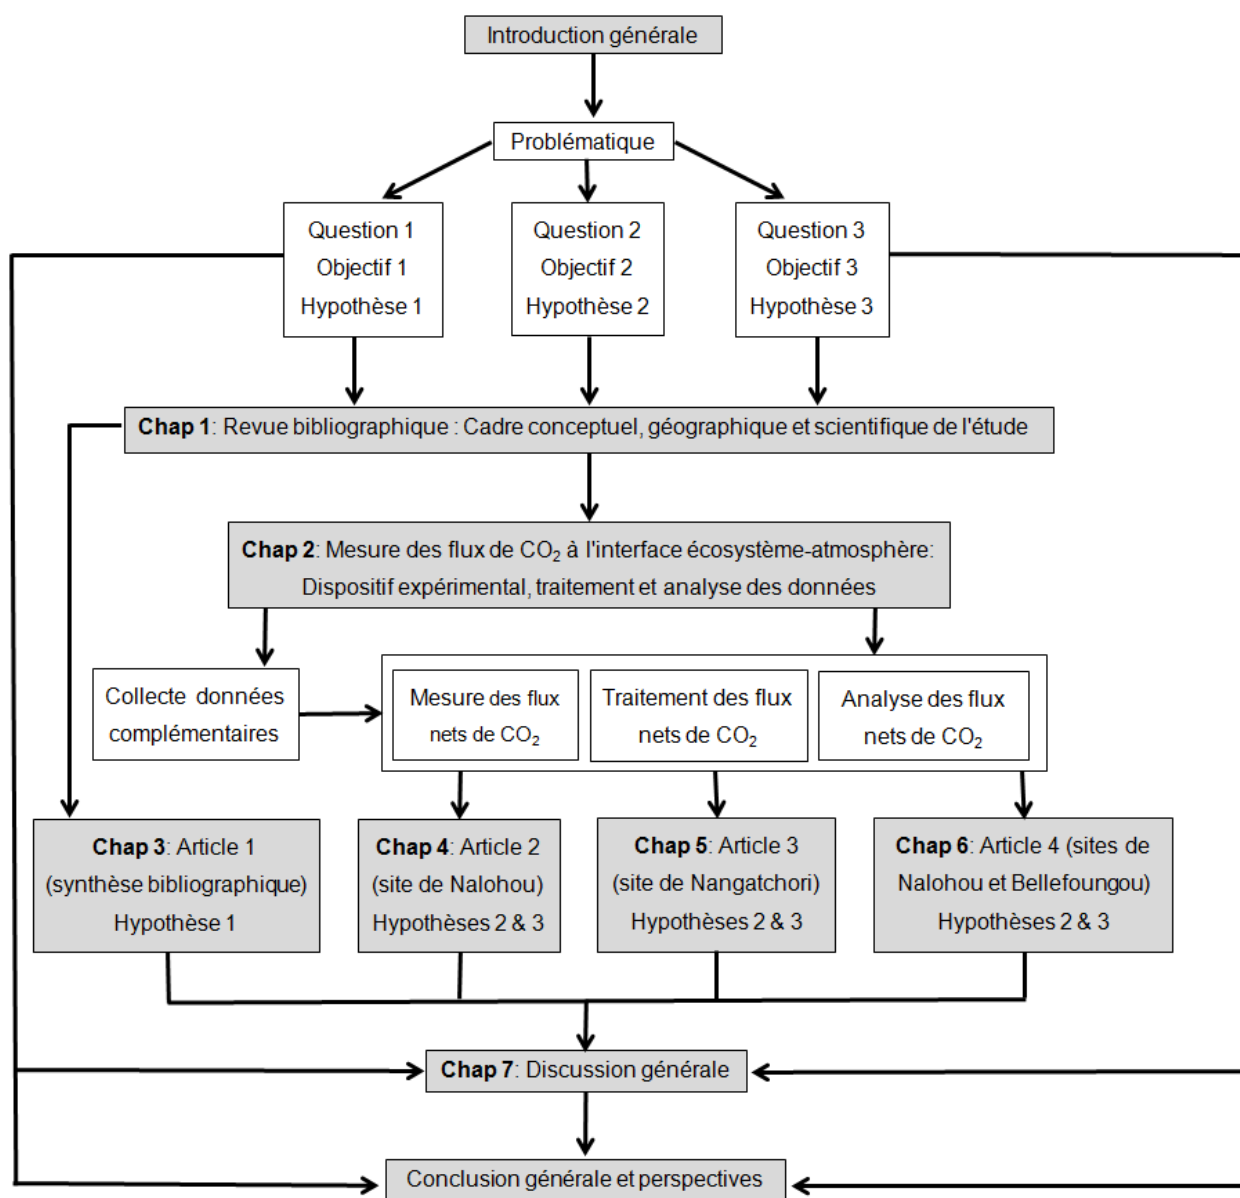 Introduction générale
Problématique
Question 1
Objectif 1
Hypothèse 1
Question 2
Objectif 2
Hypothèse 2
Question 3
Objectif 3
Hypothèse 3
Chap 1: Revue bibliographique : Cadre conceptuel, géographique et scientifique de l'étude
Chap 2: Mesure des flux de CO₂ à l'interface écosystème-atmosphère:
Dispositif expérimental, traitement et analyse des données
Collecte données
complémentaires
Mesure des flux
nets de CO₂
Traitement des flux
nets de CO₂
Analyse des flux
nets de CO₂
Chap 3: Article 1
(synthèse bibliographique)
Hypothèse 1
Chap 4: Article 2
(site de Nalohou)
Hypothèses 2 & 3
Chap 5: Article 3
(site de Nangatchori)
Hypothèses 2 & 3
Chap 6: Article 4 (sites de
Nalohou et Bellefoungou)
Hypothèses 2 & 3
Chap 7: Discussion générale
Conclusion générale et perspectives